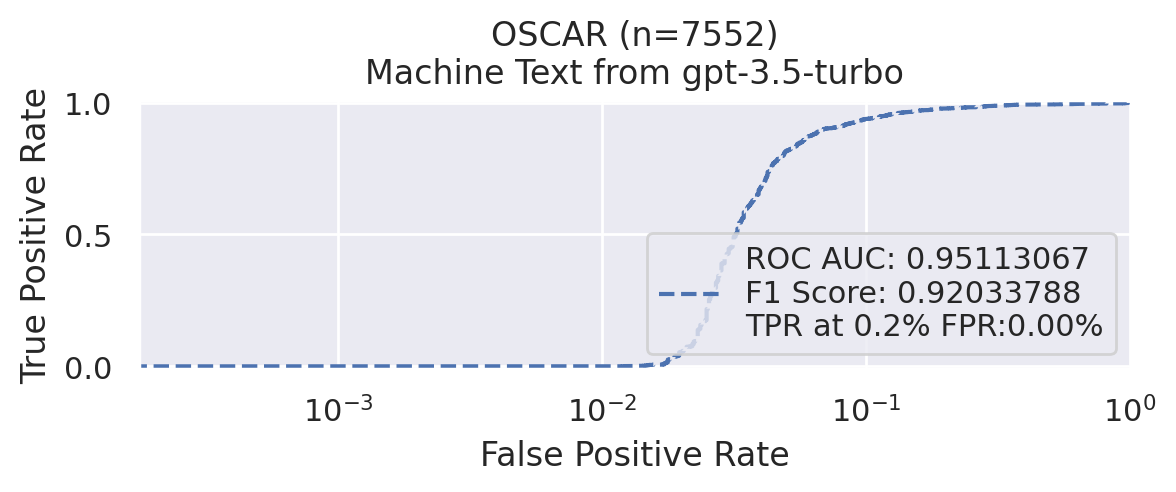 OSCAR (n=7552)
Machine Text from gpt-3.5-turbo
True Positive Rate
1.0
0.5
0.0
ROC AUC: 0.95113067
F1 Score: 0.92033788
TPR at 0.2% FPR:0.00%
10⁻³
10⁻²
10⁻¹
10⁰
False Positive Rate